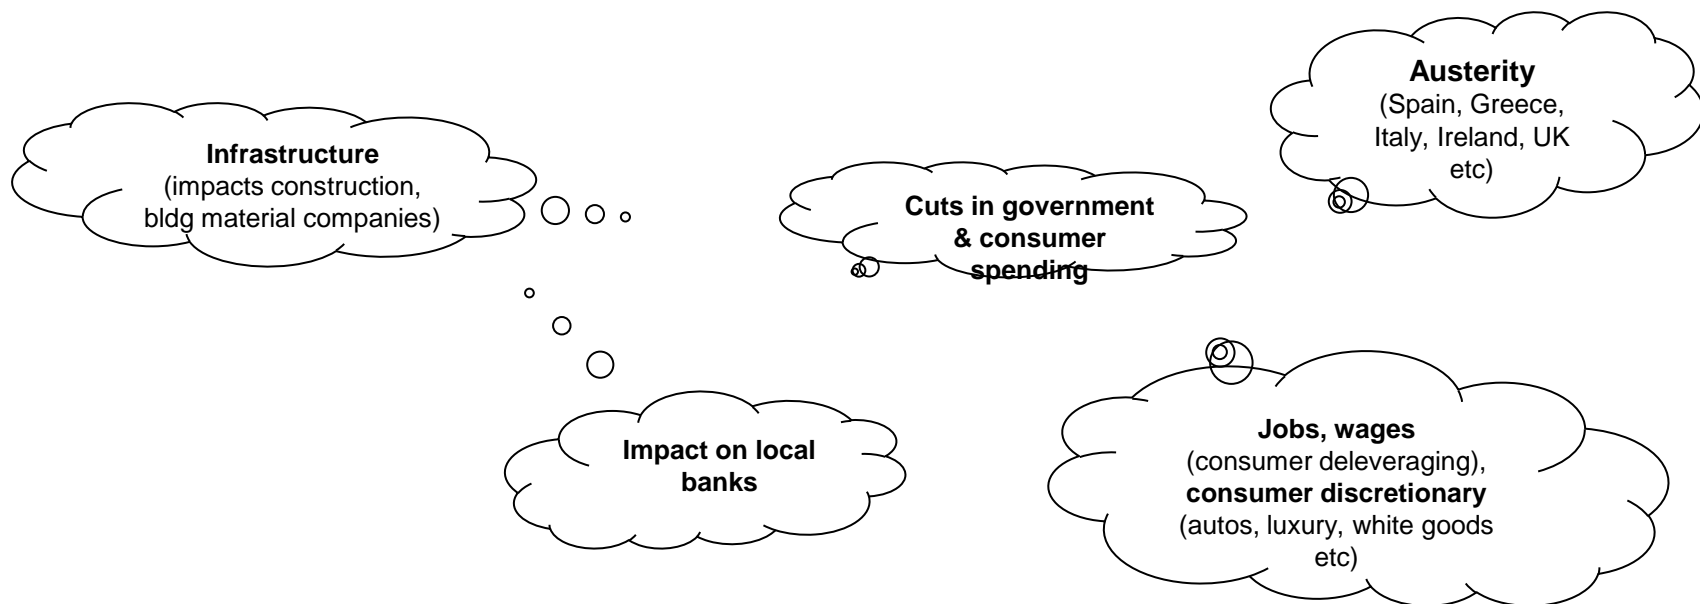 Austerity
(Spain, Greece,
Italy, Ireland, UK
etc)
Infrastructure
(impacts construction,
bldg material companies)
Cuts in government
& consumer
spending
Impact on local
banks
Jobs, wages
(consumer deleveraging),
consumer discretionary
(autos, luxury, white goods
etc)